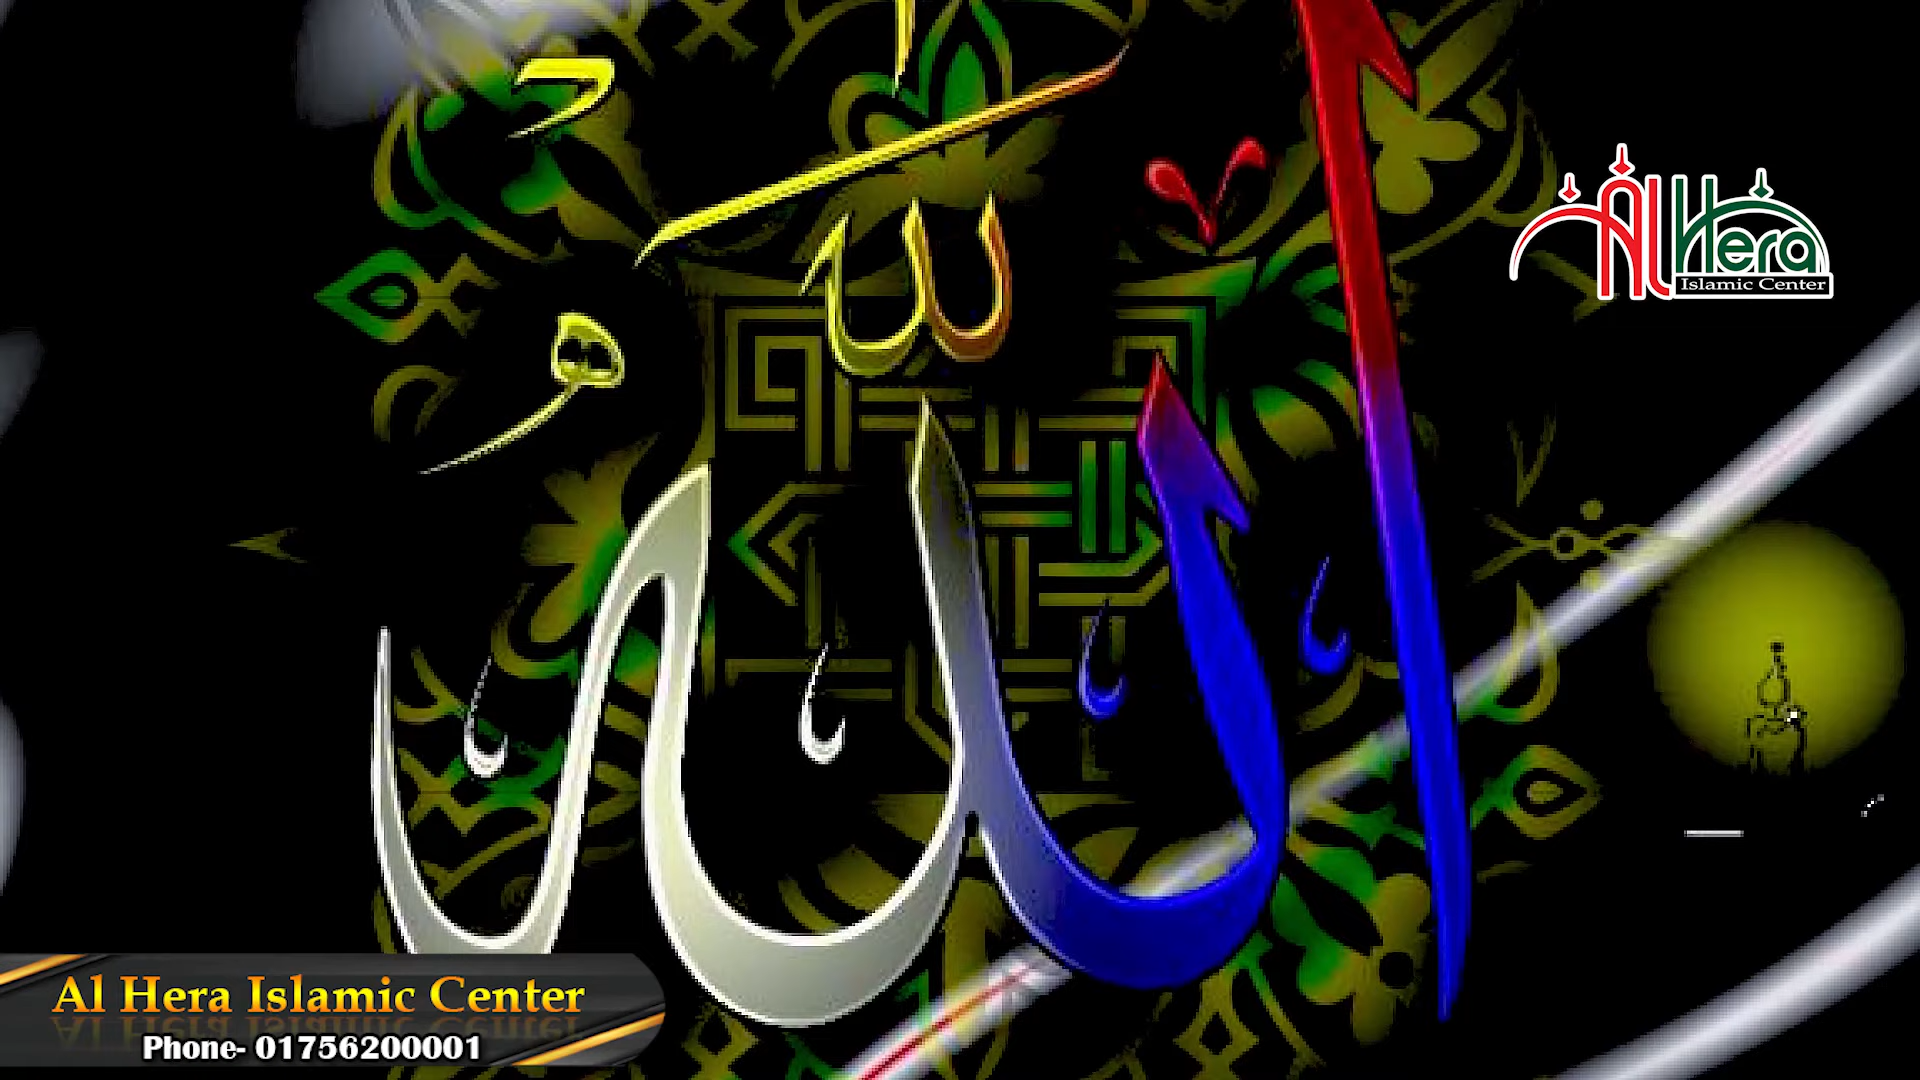 الله
Al Hera
Islamic Center
Al Hera Islamic Center
Phone- 01756200001